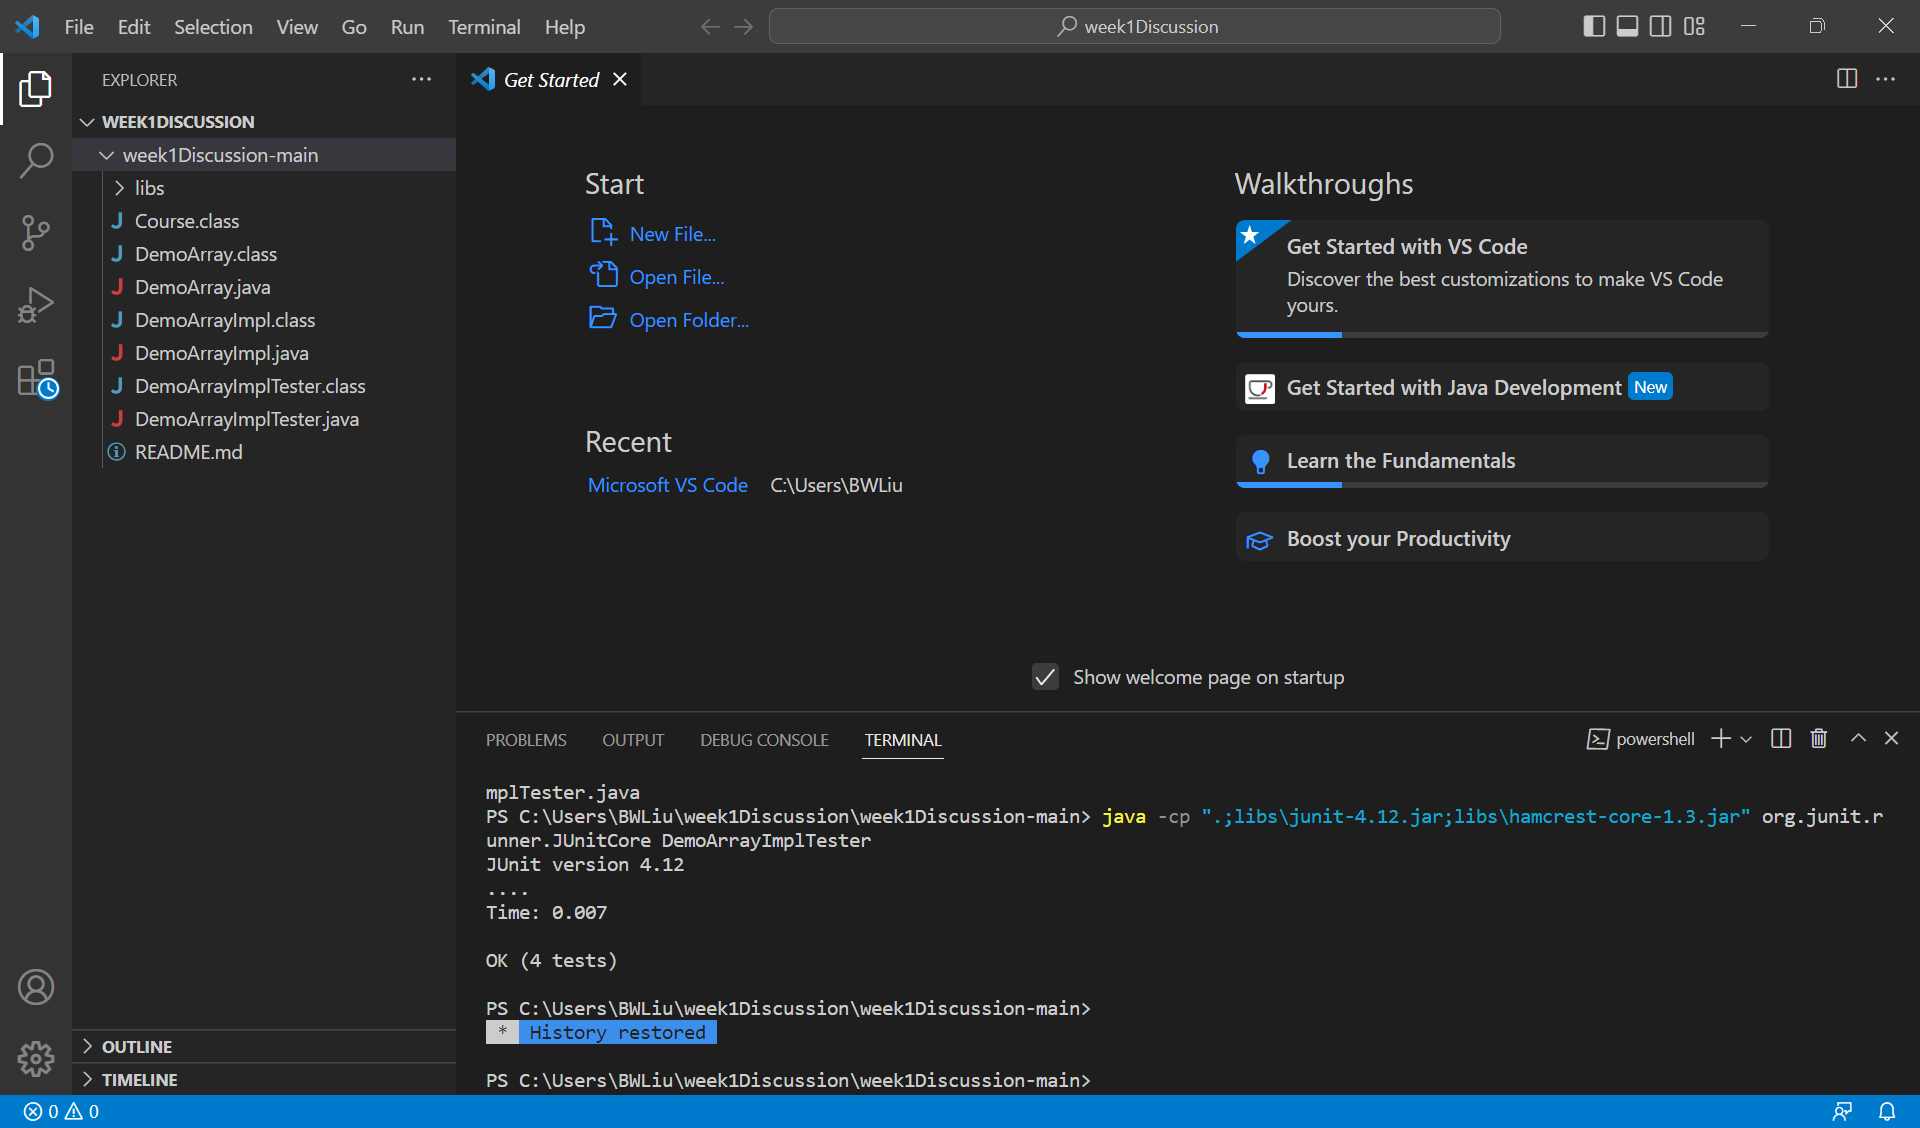 File Edit Selection View Go Run Terminal Help week1Discussion
EXPLORER
WEEK1DISCUSSION
week1Discussion-main
libs
Course.class
DemoArray.class
DemoArray.java
DemoArrayImpl.class
DemoArrayImpl.java
DemoArrayImplTester.class
DemoArrayImplTester.java
README.md
OUTLINE
TIMELINE
Get Started
Start
New File...
Open File...
Open Folder...
Recent
Microsoft VS Code C:\Users\BWLiu
Walkthroughs
Get Started with VS Code
Discover the best customizations to make VS Code
yours.
Get Started with Java Development New
Learn the Fundamentals
Boost your Productivity
Show welcome page on startup
PROBLEMS OUTPUT DEBUG CONSOLE TERMINAL powershell
mplTester.java
PS C:\Users\BWLiu\week1Discussion\week1Discussion-main> java -cp ".;libs\junit-4.12.jar;libs\hamcrest-core-1.3.jar" org.junit.r
unner.JUnitCore DemoArrayImplTester
JUnit version 4.12
....
Time: 0.007
OK (4 tests)
PS C:\Users\BWLiu\week1Discussion\week1Discussion-main>
* History restored
PS C:\Users\BWLiu\week1Discussion\week1Discussion-main>
0 0